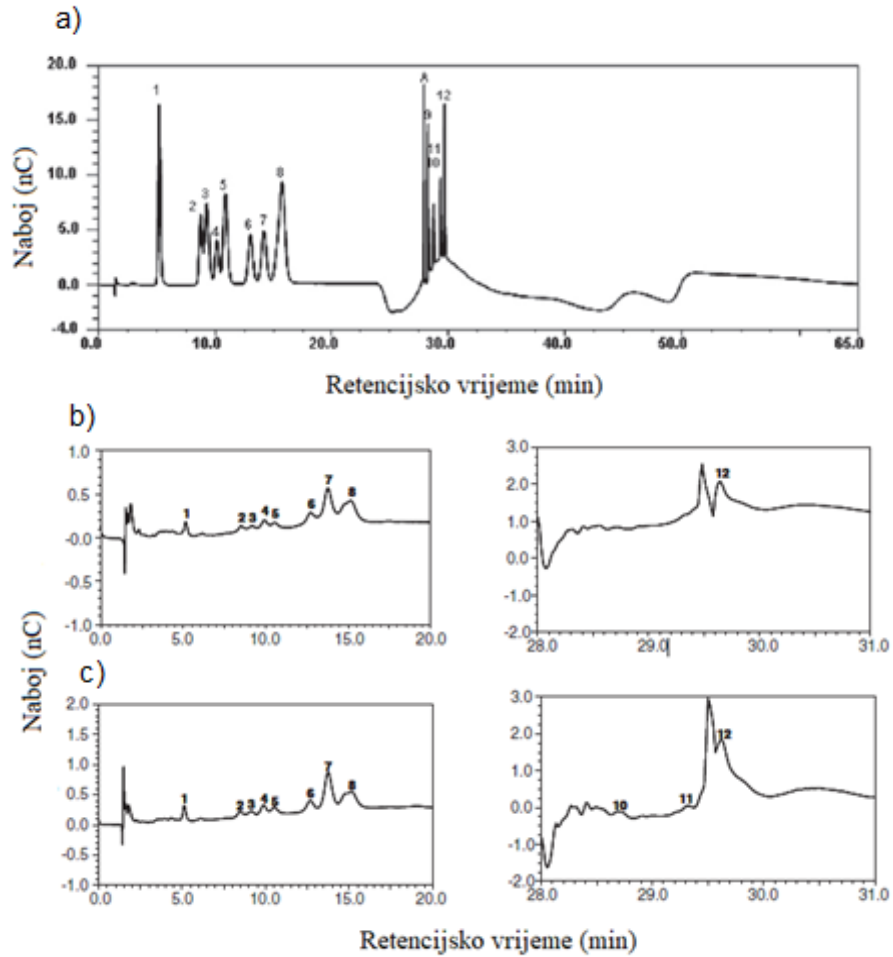 a)
20.0
15.0
10.0
5.0
0.0
-4.0
Naboj (nC)
1
2
3
4
5
6
7
8
A
9
11
10
12
0.0 10.0 20.0 30.0 40.0 50.0 65.0
Retencijsko vrijeme (min)
b)
1.0
0.5
-0.0
-0.5
-1.0
1 2 3 4 5 6 7 8
0.0 5.0 10.0 15.0 20.0
3.0
2.0
1.0
0.0
-1.0
-2.0
12
28.0 29.0 30.0 31.0
Naboj (nC)
c)
2.0
1.5
1.0
0.5
0.0
-0.5
-1.0
1 2 3 4 5 6 7 8
0.0 5.0 10.0 15.0 20.0
3.0
2.0
1.0
0.0
-1.0
-2.0
10 11 12
28.0 29.0 30.0 31.0
Retencijsko vrijeme (min)